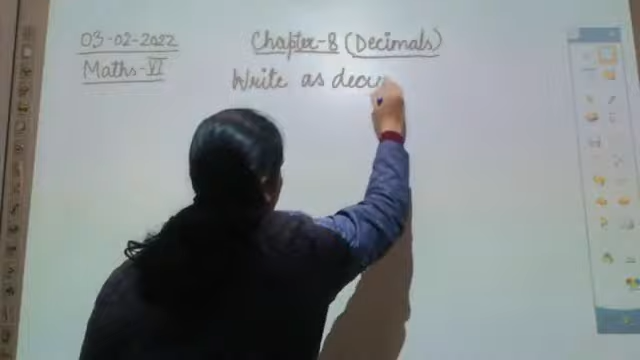 03-02-2022
Chapter-8 (Decimals)
Maths-VI
Write as deci